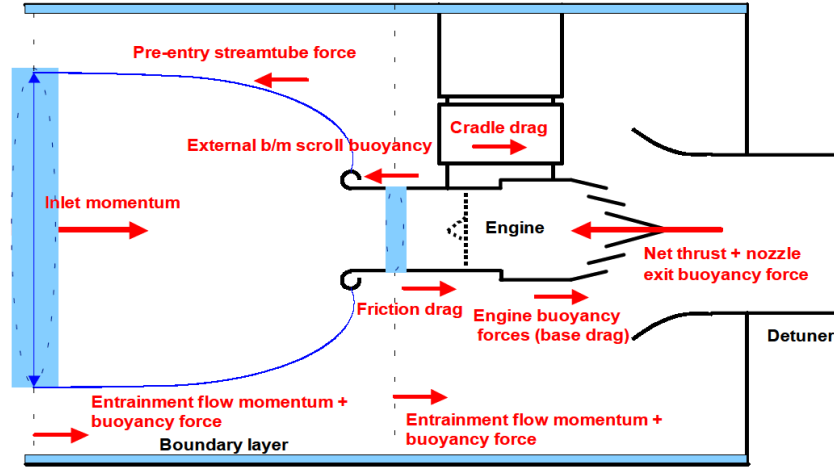 Pre-entry streamtube force
External b/m scroll buoyancy
Cradle drag
Inlet momentum
Engine
Net thrust + nozzle
exit buoyancy force
Friction drag
Engine buoyancy
forces (base drag)
Detuner
Entrainment flow momentum +
buoyancy force
Entrainment flow momentum +
buoyancy force
Boundary layer